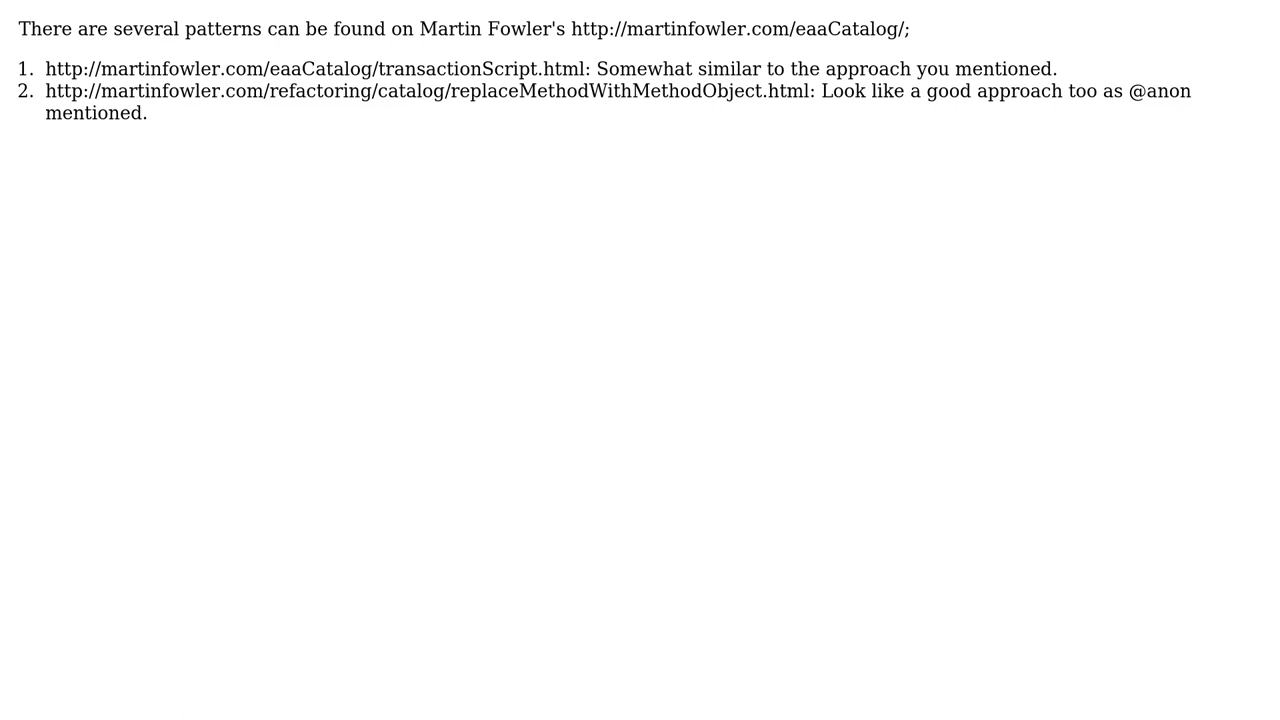 There are several patterns can be found on Martin Fowler's http://martinfowler.com/eaaCatalog/;
1. http://martinfowler.com/eaaCatalog/transactionScript.html: Somewhat similar to the approach you mentioned.
2. http://martinfowler.com/refactoring/catalog/replaceMethodWithMethodObject.html: Look like a good approach too as @anon
mentioned.